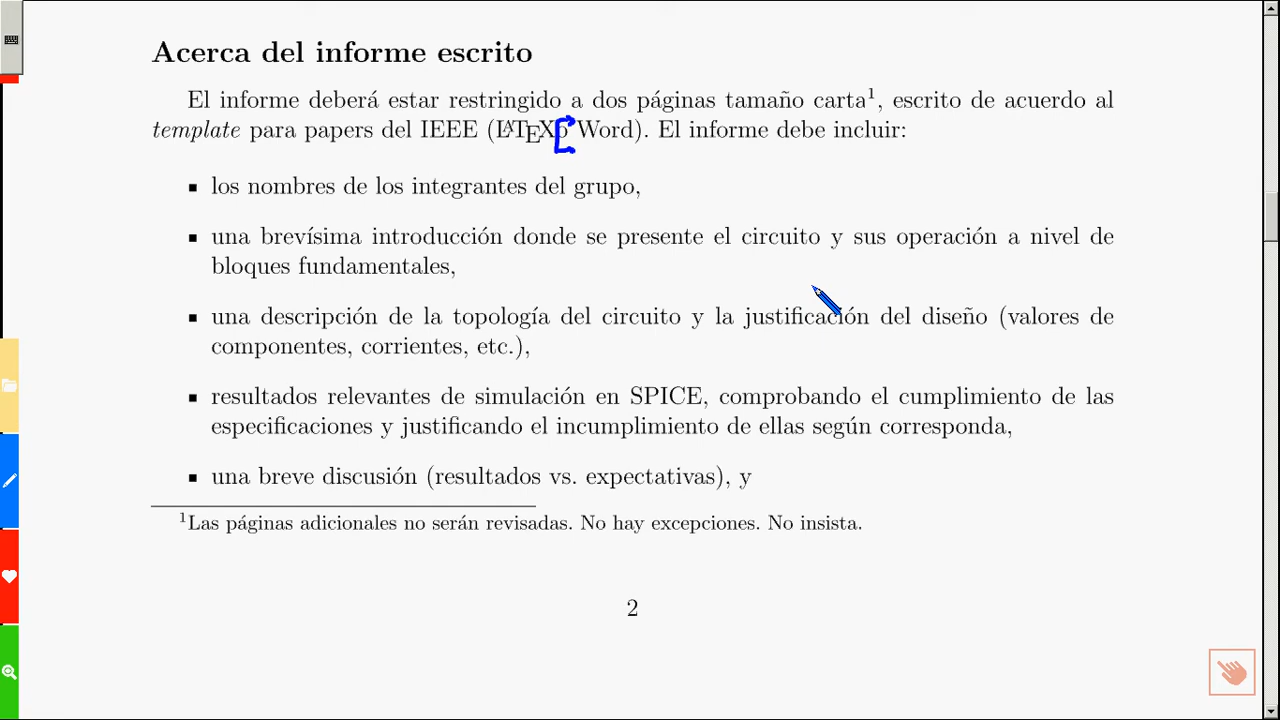 Acerca del informe escrito
El informe deberá estar restringido a dos páginas tamaño carta¹, escrito de acuerdo al
template para papers del IEEE (LATEX o Word). El informe debe incluir:
▪ los nombres de los integrantes del grupo,
▪ una brevísima introducción donde se presente el circuito y sus operación a nivel de
bloques fundamentales,
▪ una descripción de la topología del circuito y la justificación del diseño (valores de
componentes, corrientes, etc.),
▪ resultados relevantes de simulación en SPICE, comprobando el cumplimiento de las
especificaciones y justificando el incumplimiento de ellas según corresponda,
▪ una breve discusión (resultados vs. expectativas), y
¹Las páginas adicionales no serán revisadas. No hay excepciones. No insista.
2